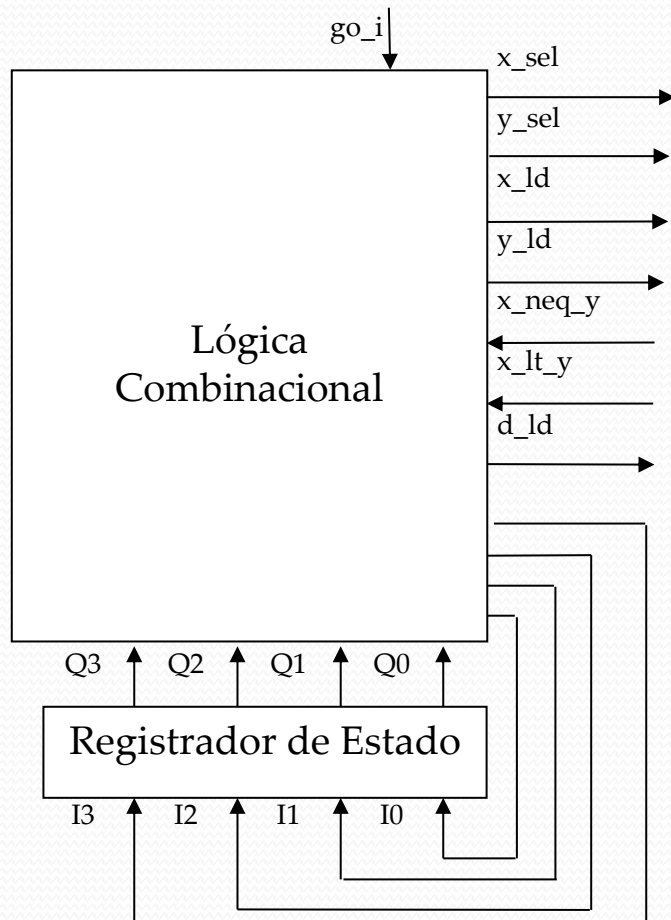 go_i
x_sel
y_sel
x_ld
y_ld
x_neq_y
x_lt_y
d_ld
Lógica
Combinacional
Q3 Q2 Q1 Q0
Registrador de Estado
I3 I2 I1 I0